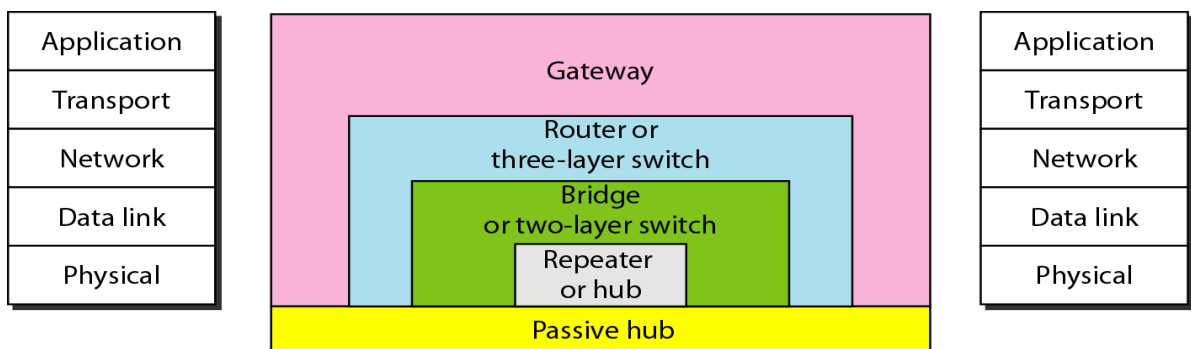 Application
Transport
Network
Data link
Physical
Gateway
Router or
three-layer switch
Bridge
or two-layer switch
Repeater
or hub
Passive hub
Application
Transport
Network
Data link
Physical